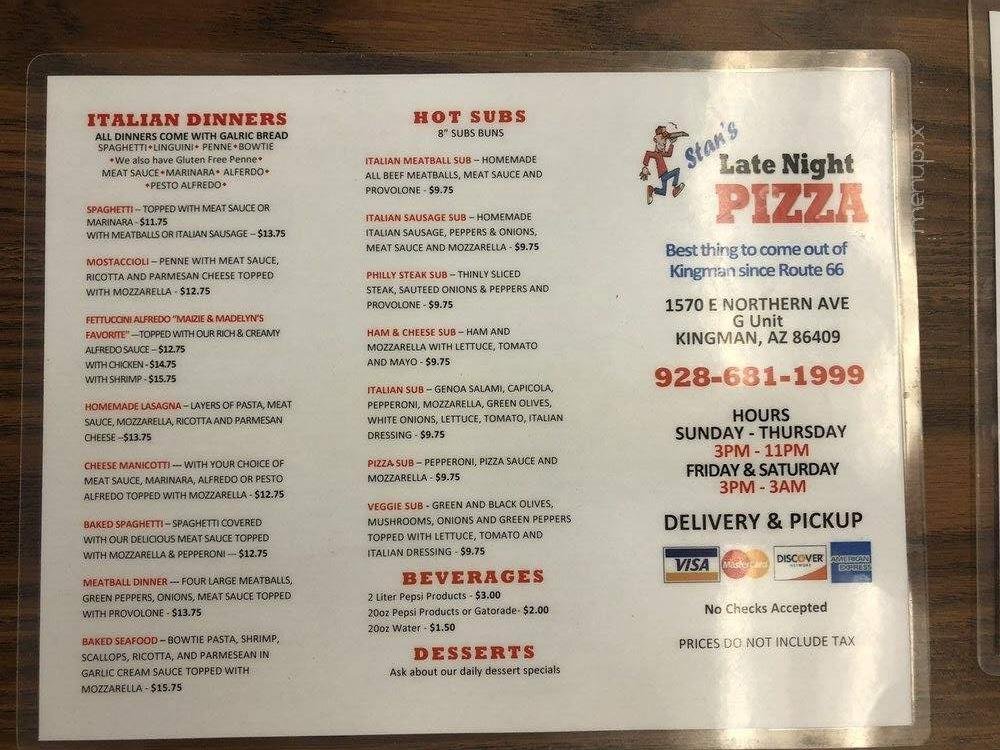 ITALIAN DINNERS
ALL DINNERS COME WITH GALRIC BREAD
SPAGHETTI•LINGUINI• PENNE•BOWTIE
•We also have Gluten Free Penne•
MEAT SAUCE•MARINARA• ALFERDO•
•PESTO ALFREDO•
SPAGHETTI – TOPPED WITH MEAT SAUCE OR
MARINARA - $11.75
WITH MEATBALLS OR ITALIAN SAUSAGE – $13.75
MOSTACCIOLI – PENNE WITH MEAT SAUCE,
RICOTTA AND PARMESAN CHEESE TOPPED
WITH MOZZARELLA - $12.75
FETTUCCINI ALFREDO "MAIZIE & MADELYN'S
FAVORITE" —TOPPED WITH OUR RICH & CREAMY
ALFREDO SAUCE – $12.75
WITH CHICKEN - $14.75
WITH SHRIMP - $15.75
HOMEMADE LASAGNA – LAYERS OF PASTA, MEAT
SAUCE, MOZZARELLA, RICOTTA AND PARMESAN
CHEESE –$13.75
CHEESE MANICOTTI --- WITH YOUR CHOICE OF
MEAT SAUCE, MARINARA, ALFREDO OR PESTO
ALFREDO TOPPED WITH MOZZARELLA - $12.75
BAKED SPAGHETTI – SPAGHETTI COVERED
WITH OUR DELICIOUS MEAT SAUCE TOPPED
WITH MOZZARELLA & PEPPERONI --- $12.75
MEATBALL DINNER --- FOUR LARGE MEATBALLS,
GREEN PEPPERS, ONIONS, MEAT SAUCE TOPPED
WITH PROVOLONE - $13.75
BAKED SEAFOOD – BOWTIE PASTA, SHRIMP,
SCALLOPS, RICOTTA, AND PARMESEAN IN
GARLIC CREAM SAUCE TOPPED WITH
MOZZARELLA - $15.75
HOT SUBS
8" SUBS BUNS
ITALIAN MEATBALL SUB – HOMEMADE
ALL BEEF MEATBALLS, MEAT SAUCE AND
PROVOLONE - $9.75
ITALIAN SAUSAGE SUB – HOMEMADE
ITALIAN SAUSAGE, PEPPERS & ONIONS,
MEAT SAUCE AND MOZZARELLA - $9.75
PHILLY STEAK SUB – THINLY SLICED
STEAK, SAUTEED ONIONS & PEPPERS AND
PROVOLONE - $9.75
HAM & CHEESE SUB – HAM AND
MOZZARELLA WITH LETTUCE, TOMATO
AND MAYO - $9.75
ITALIAN SUB – GENOA SALAMI, CAPICOLA,
PEPPERONI, MOZZARELLA, GREEN OLIVES,
WHITE ONIONS, LETTUCE, TOMATO, ITALIAN
DRESSING - $9.75
PIZZA SUB – PEPPERONI, PIZZA SAUCE AND
MOZZARELLA - $9.75
VEGGIE SUB - GREEN AND BLACK OLIVES,
MUSHROOMS, ONIONS AND GREEN PEPPERS
TOPPED WITH LETTUCE, TOMATO AND
ITALIAN DRESSING - $9.75
BEVERAGES
2 Liter Pepsi Products - $3.00
20oz Pepsi Products or Gatorade- $2.00
20oz Water - $1.50
DESSERTS
Ask about our daily dessert specials
Stan's
Late Night
PIZZA
Best thing to come out of
Kingman since Route 66
1570 E NORTHERN AVE
G Unit
KINGMAN, AZ 86409
928-681-1999
HOURS
SUNDAY - THURSDAY
3PM - 11PM
FRIDAY & SATURDAY
3PM - 3AM
DELIVERY & PICKUP
VISA MasterCard DISCOVER NETWORK AMERICAN EXPRESS
No Checks Accepted
PRICES DO NOT INCLUDE TAX
menupix